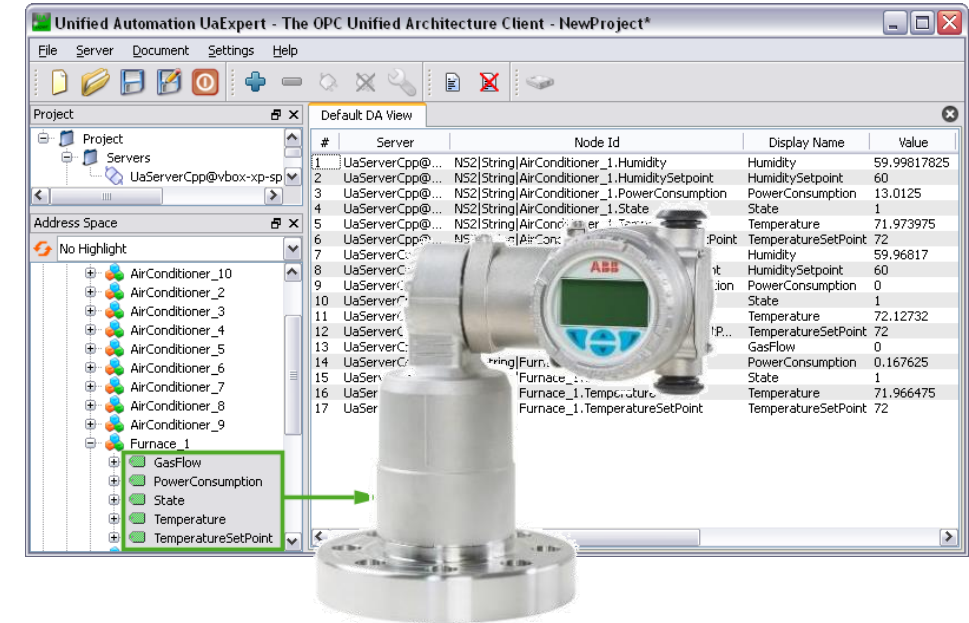 Unified Automation UaExpert - The OPC Unified Architecture Client - NewProject*
File Server Document Settings Help
Project
Project
Servers
UaServerCpp@vbox-xp-sp
Address Space
No Highlight
AirConditioner_10
AirConditioner_2
AirConditioner_3
AirConditioner_4
AirConditioner_5
AirConditioner_6
AirConditioner_7
AirConditioner_8
AirConditioner_9
Furnace_1
GasFlow
PowerConsumption
State
Temperature
TemperatureSetPoint
Default DA View
# Server Node Id Display Name Value
1 UaServerCpp@... NS2|String|AirConditioner_1.Humidity Humidity 59.99817825
2 UaServerCpp@... NS2|String|AirConditioner_1.HumiditySetpoint HumiditySetpoint 60
3 UaServerCpp@... NS2|String|AirConditioner_1.PowerConsumption PowerConsumption 13.0125
4 UaServerCpp@... NS2|String|AirConditioner_1.State State 1
5 UaServerCpp@... Temperature 71.973975
6 UaServerCpp@... TemperatureSetPoint 72
7 Humidity 59.96817
8 HumiditySetpoint 60
9 PowerConsumption 0
10 State 1
11 Temperature 72.12732
12 TemperatureSetPoint 72
13 GasFlow 0
14 PowerConsumption 0.167625
15 State 1
16 Furnace_1.Temperature Temperature 71.966475
17 Furnace_1.TemperatureSetPoint TemperatureSetPoint 72
ABB